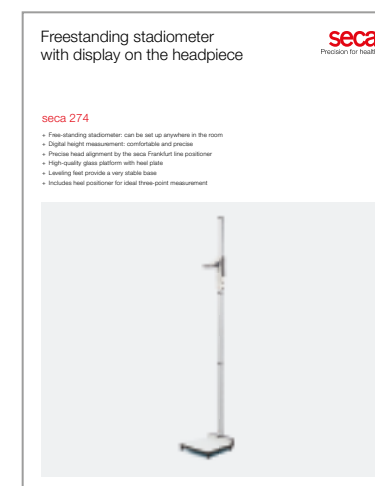 Freestanding stadiometer
with display on the headpiece
seca
Precision for health
seca 274
+ Free-standing stadiometer: can be set up anywhere in the room
+ Digital height measurement: comfortable and precise
+ Precise head alignment by the seca Frankfurt line positioner
+ High-quality glass platform with heel plate
+ Leveling feet provide a very stable base
+ Includes heel positioner for ideal three-point measurement